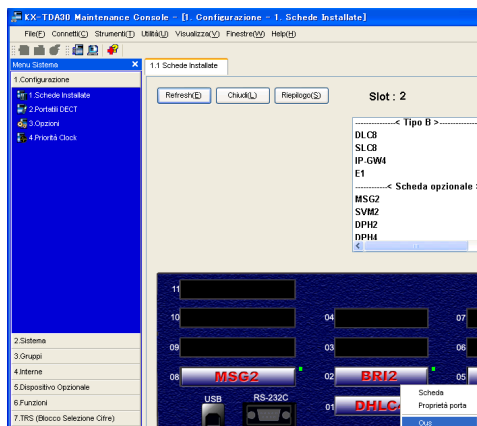 KX-TDA30 Maintenance Console - [1. Configurazione - 1. Schede Installate]
File(F) Connetti(C) Strumenti(T) Utilità(U) Visualizza(V) Finestre(W) Help(H)
Menu Sistema X
1.1 Schede Installate
1.Configurazione
1.Schede Installate
2.Portatili DECT
3.Opzioni
4.Priorità Clock
Refresh(E) Chiudi(L) Riepilogo(S) Slot : 2
-------------< Tipo B >-------------
DLC8
SLC8
IP-GW4
E1
-----------< Scheda opzionale >
MSG2
SVM2
DPH2
DPH4
11
10 04 07
09 03 06
08 MSG2 02 BRI2 05
USB RS-232C 01 DHLC4
Scheda
Proprietà porta
Ous
2.Sistema
3.Gruppi
4.Interne
5.Dispositivo Opzionale
6.Funzioni
7.TRS (Blocco Selezione Cifre)